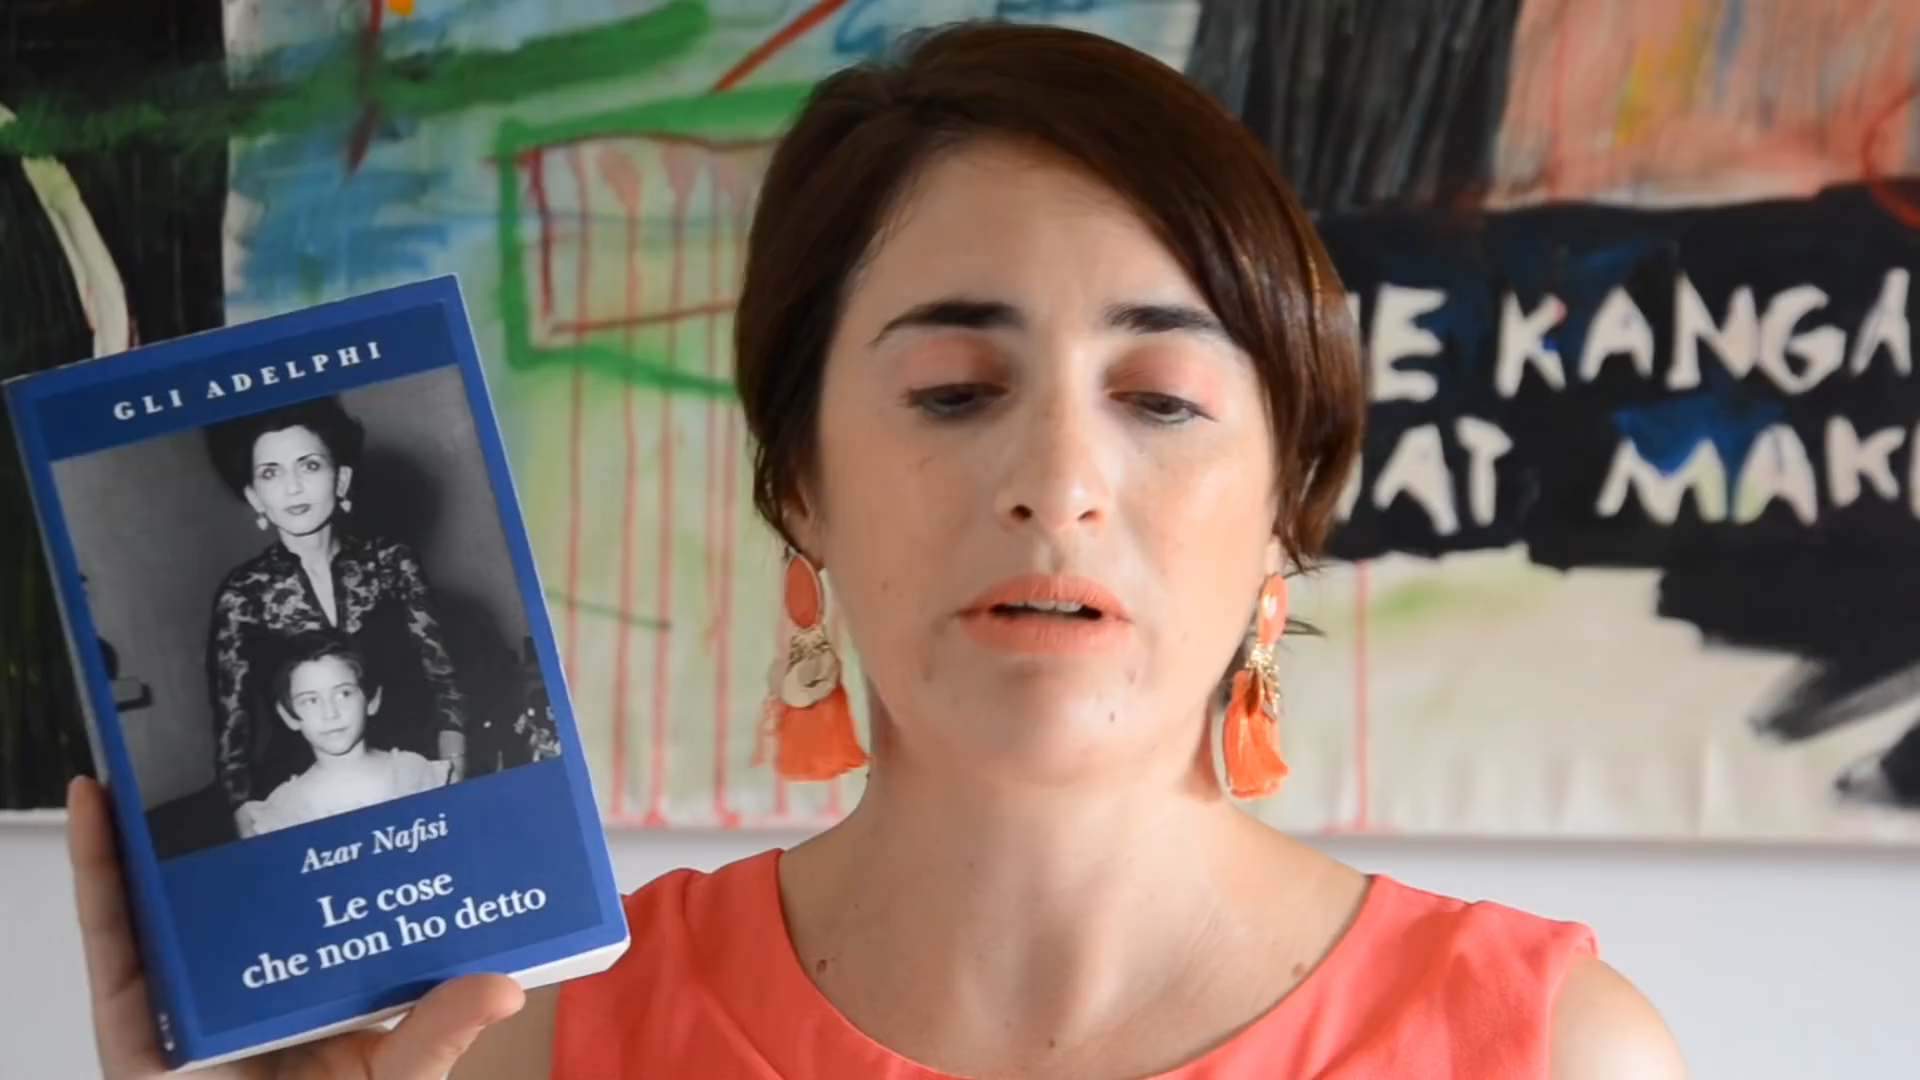 GLI ADELPHI
Azar Nafisi
Le cose
che non ho detto
KANGA
MAK